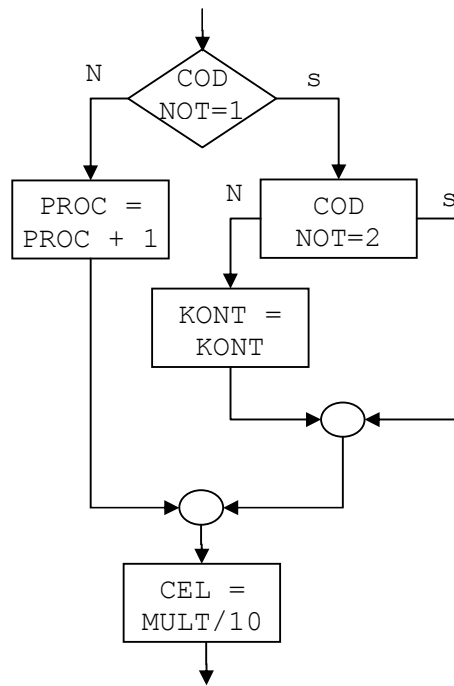 N
COD
NOT=1
s
PROC =
PROC + 1
N
COD
NOT=2
s
KONT =
KONT
CEL =
MULT/10